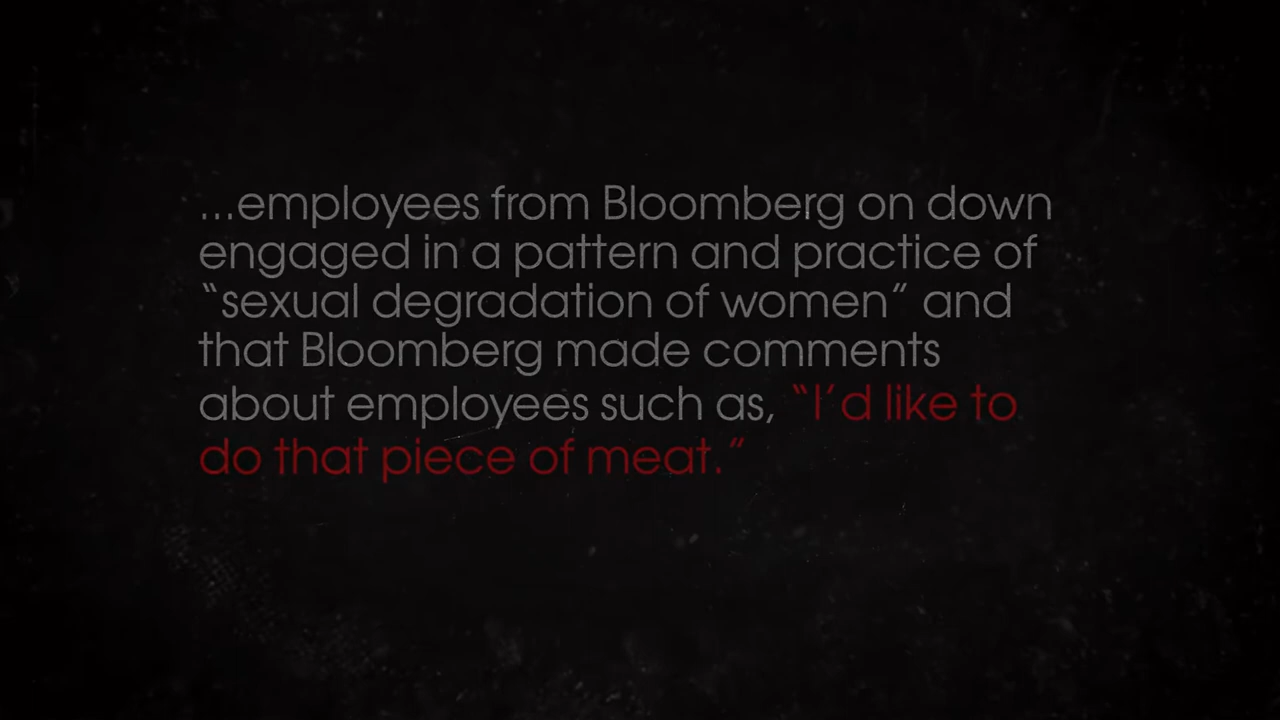 ...employees from Bloomberg on down
engaged in a pattern and practice of
“sexual degradation of women” and
that Bloomberg made comments
about employees such as, “I’d like to
do that piece of meat.”